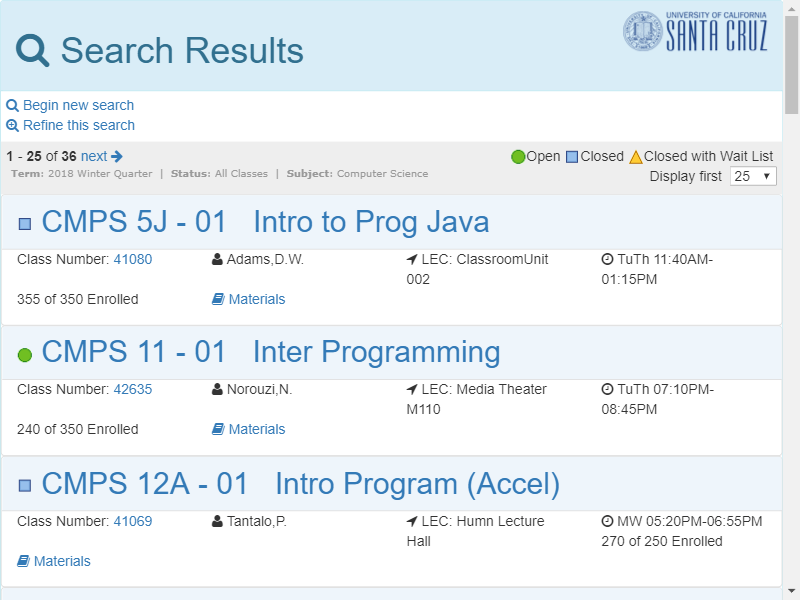 Search Results
UNIVERSITY OF CALIFORNIA
SANTA CRUZ
Begin new search
Refine this search
1 - 25 of 36 next
Open Closed Closed with Wait List
Term: 2018 Winter Quarter | Status: All Classes | Subject: Computer Science
Display first 25
CMPS 5J - 01 Intro to Prog Java
Class Number: 41080
Adams,D.W.
LEC: ClassroomUnit
002
TuTh 11:40AM-
01:15PM
355 of 350 Enrolled
Materials
CMPS 11 - 01 Inter Programming
Class Number: 42635
Norouzi,N.
LEC: Media Theater
M110
TuTh 07:10PM-
08:45PM
240 of 350 Enrolled
Materials
CMPS 12A - 01 Intro Program (Accel)
Class Number: 41069
Tantalo,P.
LEC: Humn Lecture
Hall
MW 05:20PM-06:55PM
270 of 250 Enrolled
Materials